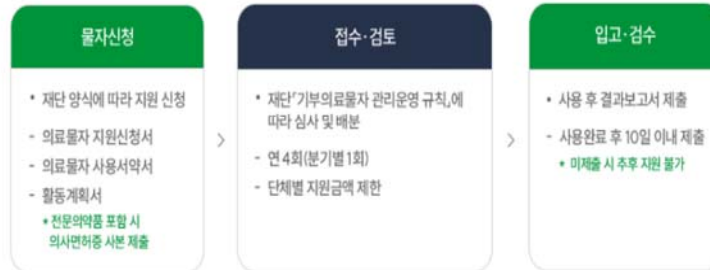 물자신청
• 재단 양식에 따라 지원 신청
- 의료물자 지원신청서
- 의료물자 사용서약서
- 활동계획서
* 전문의약품 포함 시
의사면허증 사본 제출
>
접수·검토
• 재단「기부의료물자 관리운영 규칙」에
따라 심사 및 배분
- 연 4회(분기별 1회)
- 단체별 지원금액 제한
>
입고·검수
• 사용 후 결과보고서 제출
- 사용완료 후 10일 이내 제출
* 미제출 시 추후 지원 불가